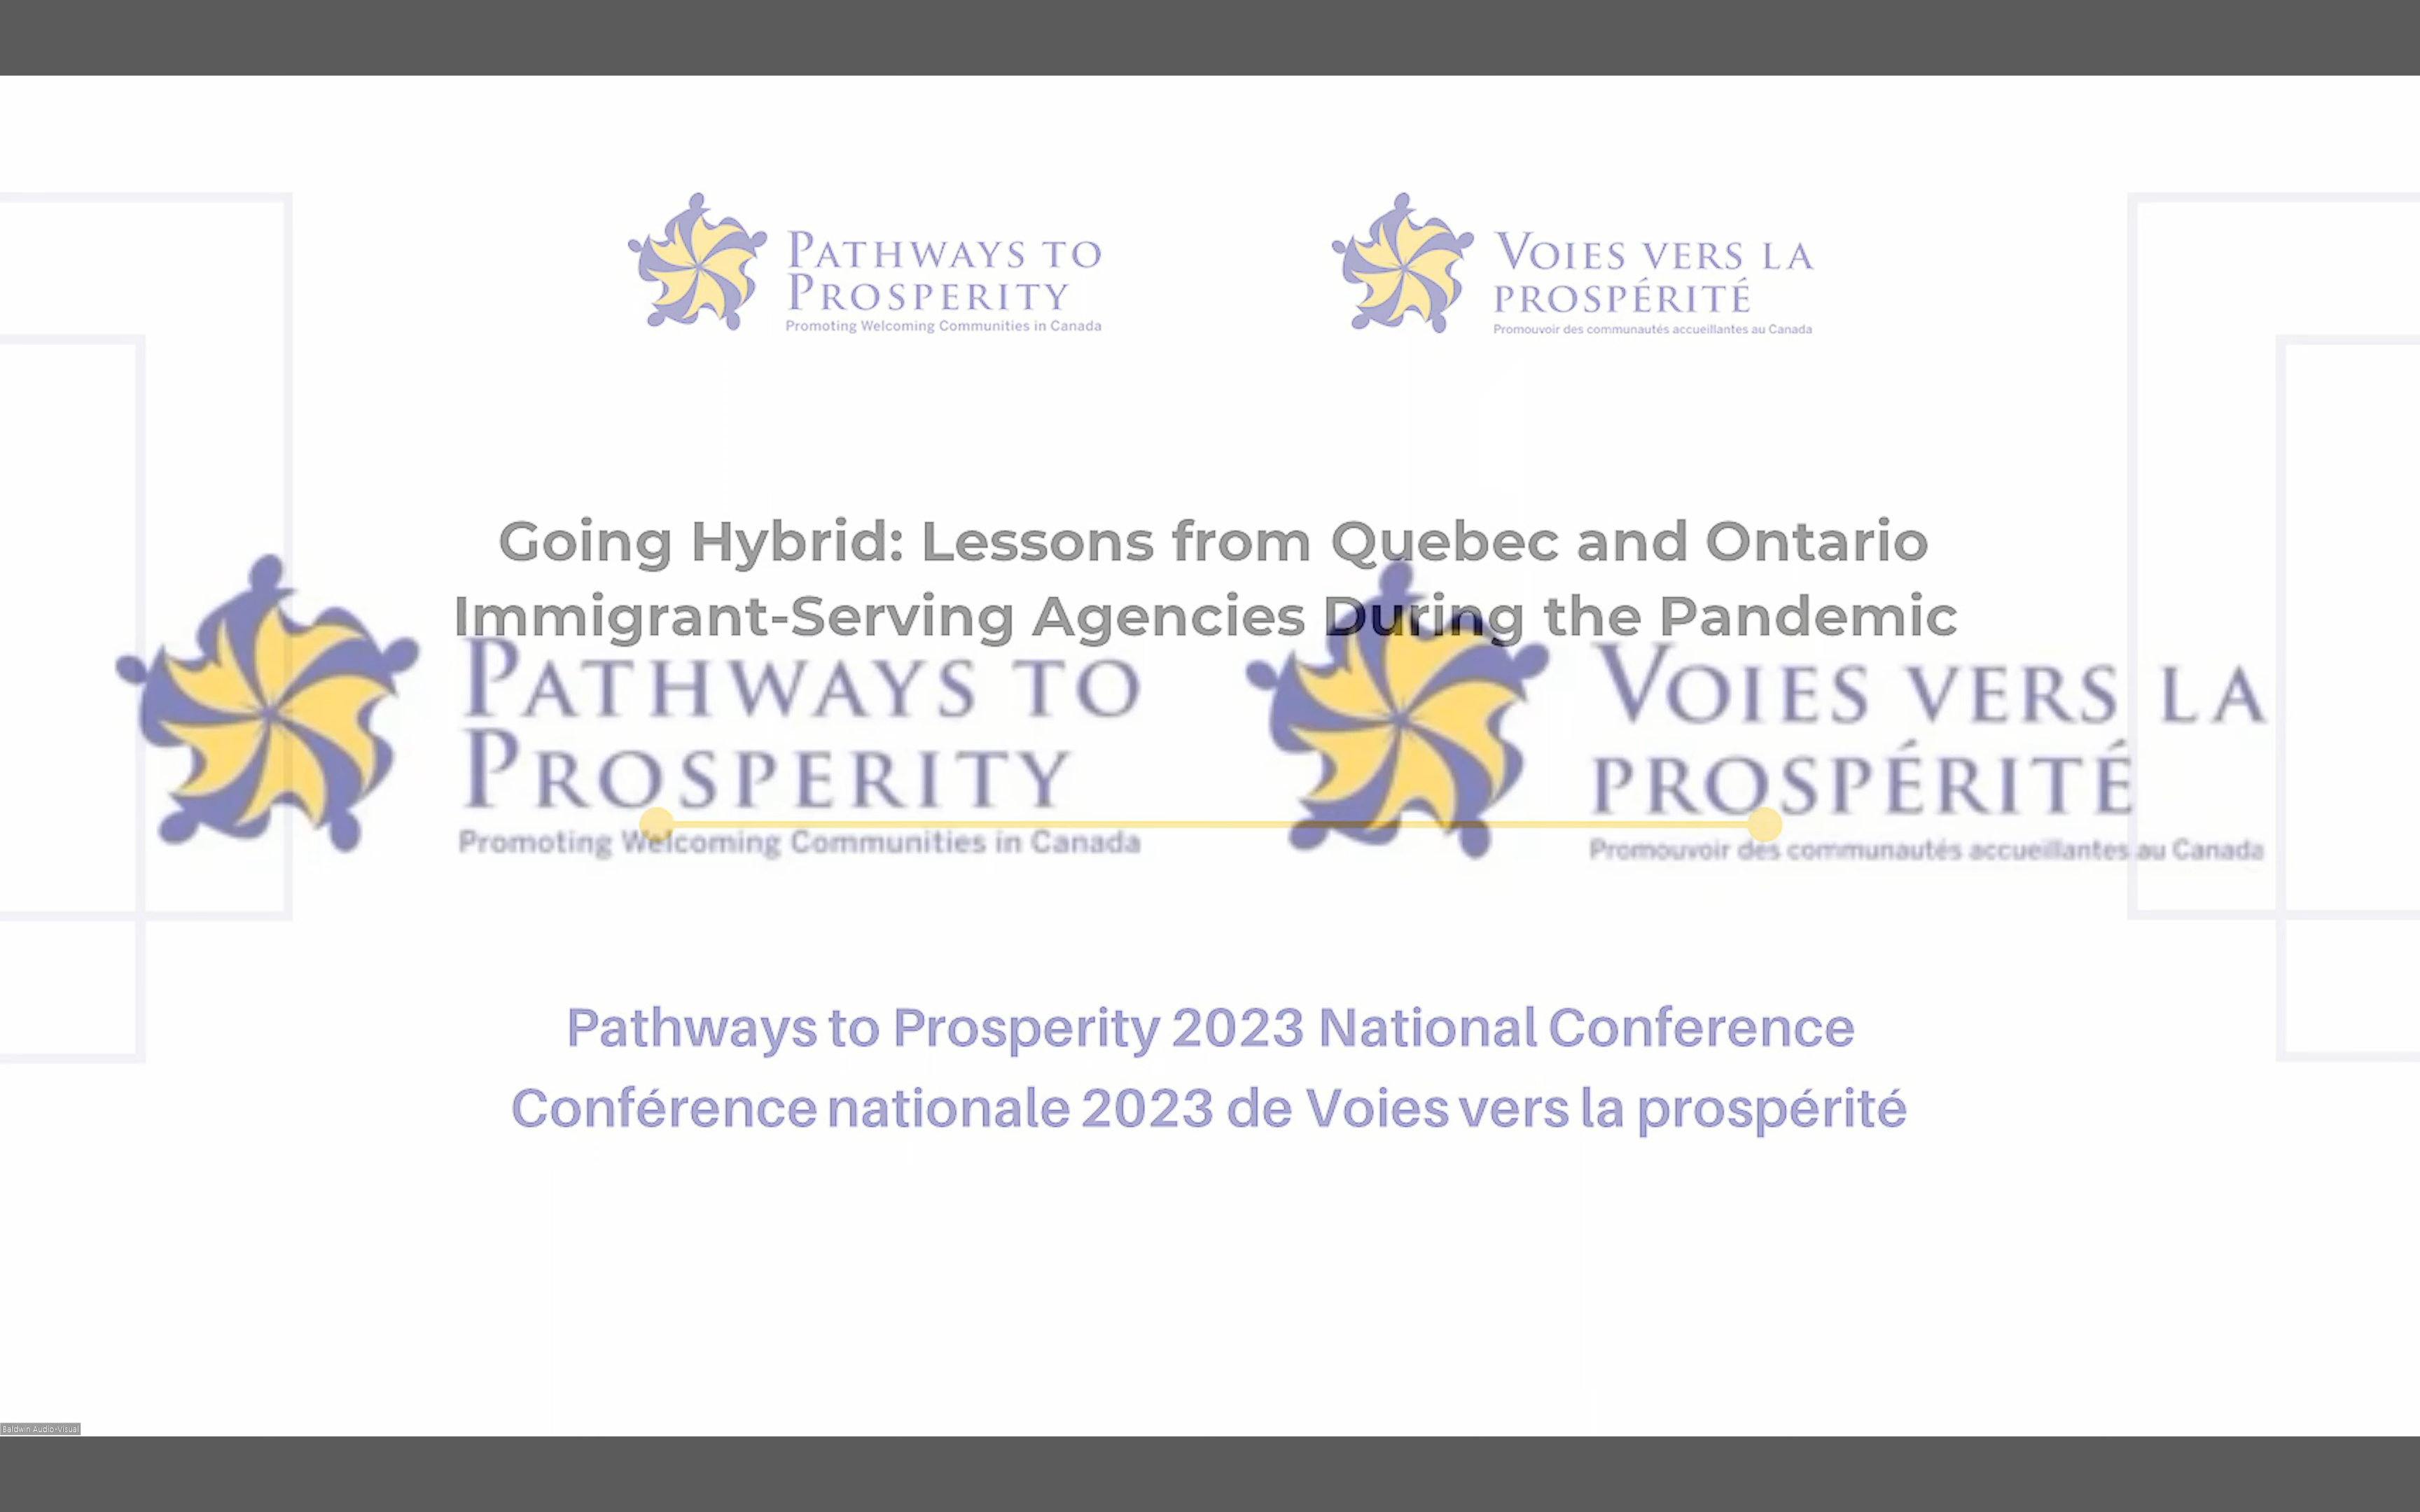 PATHWAYS TO
PROSPERITY
Promoting Welcoming Communities in Canada
VOIES VERS LA
PROSPÉRITÉ
Promouvoir des communautés accueillantes au Canada
Going Hybrid: Lessons from Quebec and Ontario
Immigrant-Serving Agencies During the Pandemic
PATHWAYS TO
PROSPERITY
Promoting Welcoming Communities in Canada
VOIES VERS LA
PROSPÉRITÉ
Promouvoir des communautés accueillantes au Canada
Pathways to Prosperity 2023 National Conference
Conférence nationale 2023 de Voies vers la prospérité
Baldwin Audio-Visual